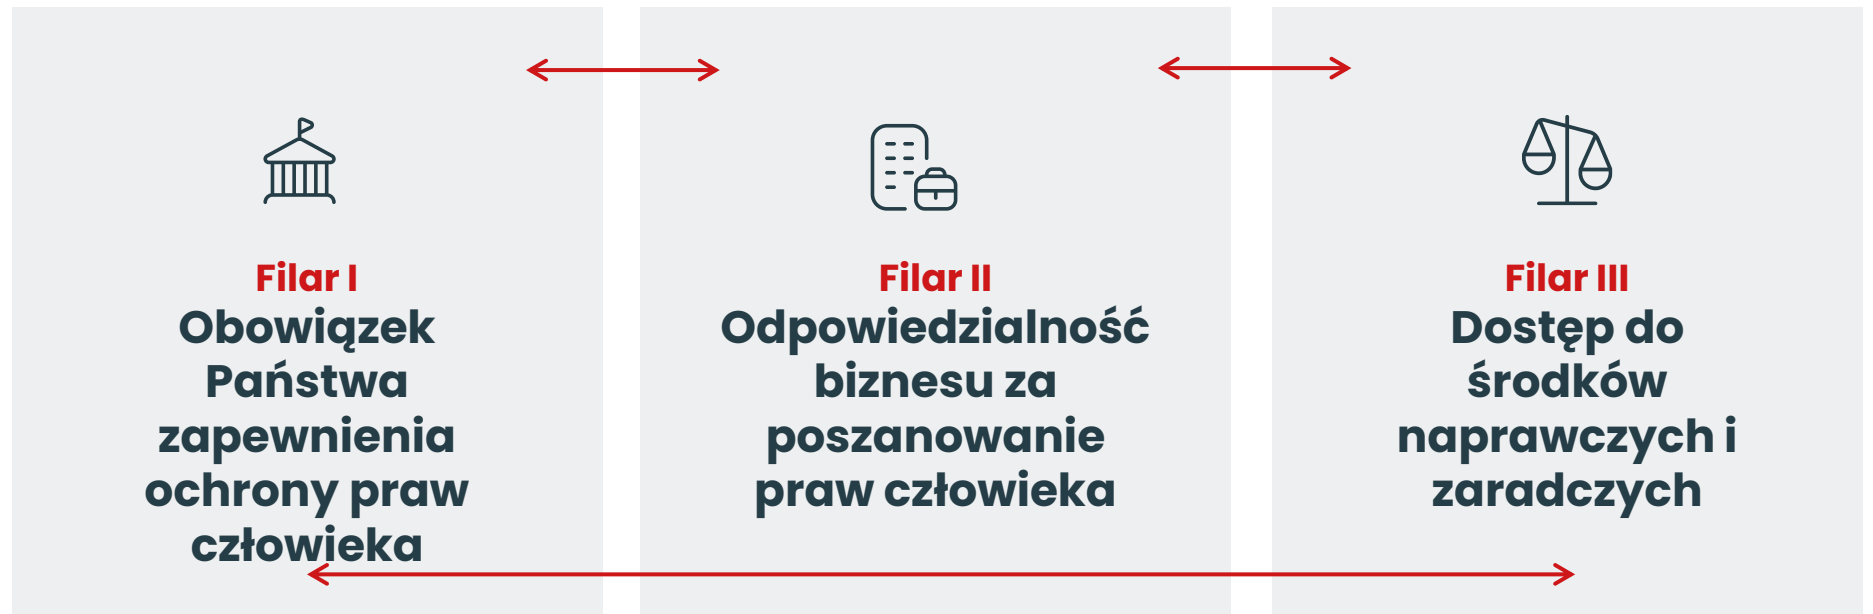 Filar I
Obowiązek
Państwa
zapewnienia
ochrony praw
człowieka
Filar II
Odpowiedzialność
biznesu za
poszanowanie
praw człowieka
Filar III
Dostęp do
środków
naprawczych i
zaradczych